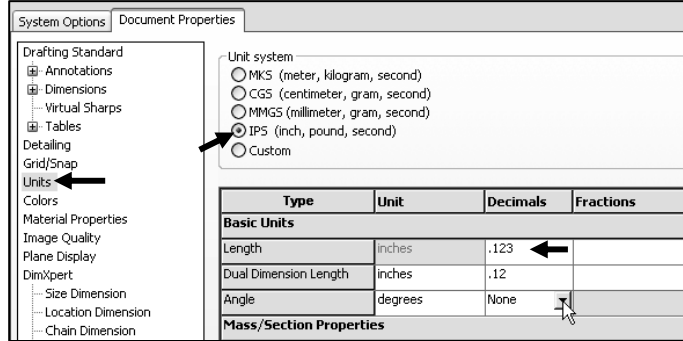 System Options Document Properties
Drafting Standard
Annotations
Dimensions
Virtual Sharps
Tables
Detailing
Grid/Snap
Units
Colors
Material Properties
Image Quality
Plane Display
DimXpert
Size Dimension
Location Dimension
Chain Dimension
Unit system
MKS (meter, kilogram, second)
CGS (centimeter, gram, second)
MMGS (millimeter, gram, second)
IPS (inch, pound, second)
Custom
Type Unit Decimals Fractions
Basic Units
Length inches .123
Dual Dimension Length inches .12
Angle degrees None
Mass/Section Properties